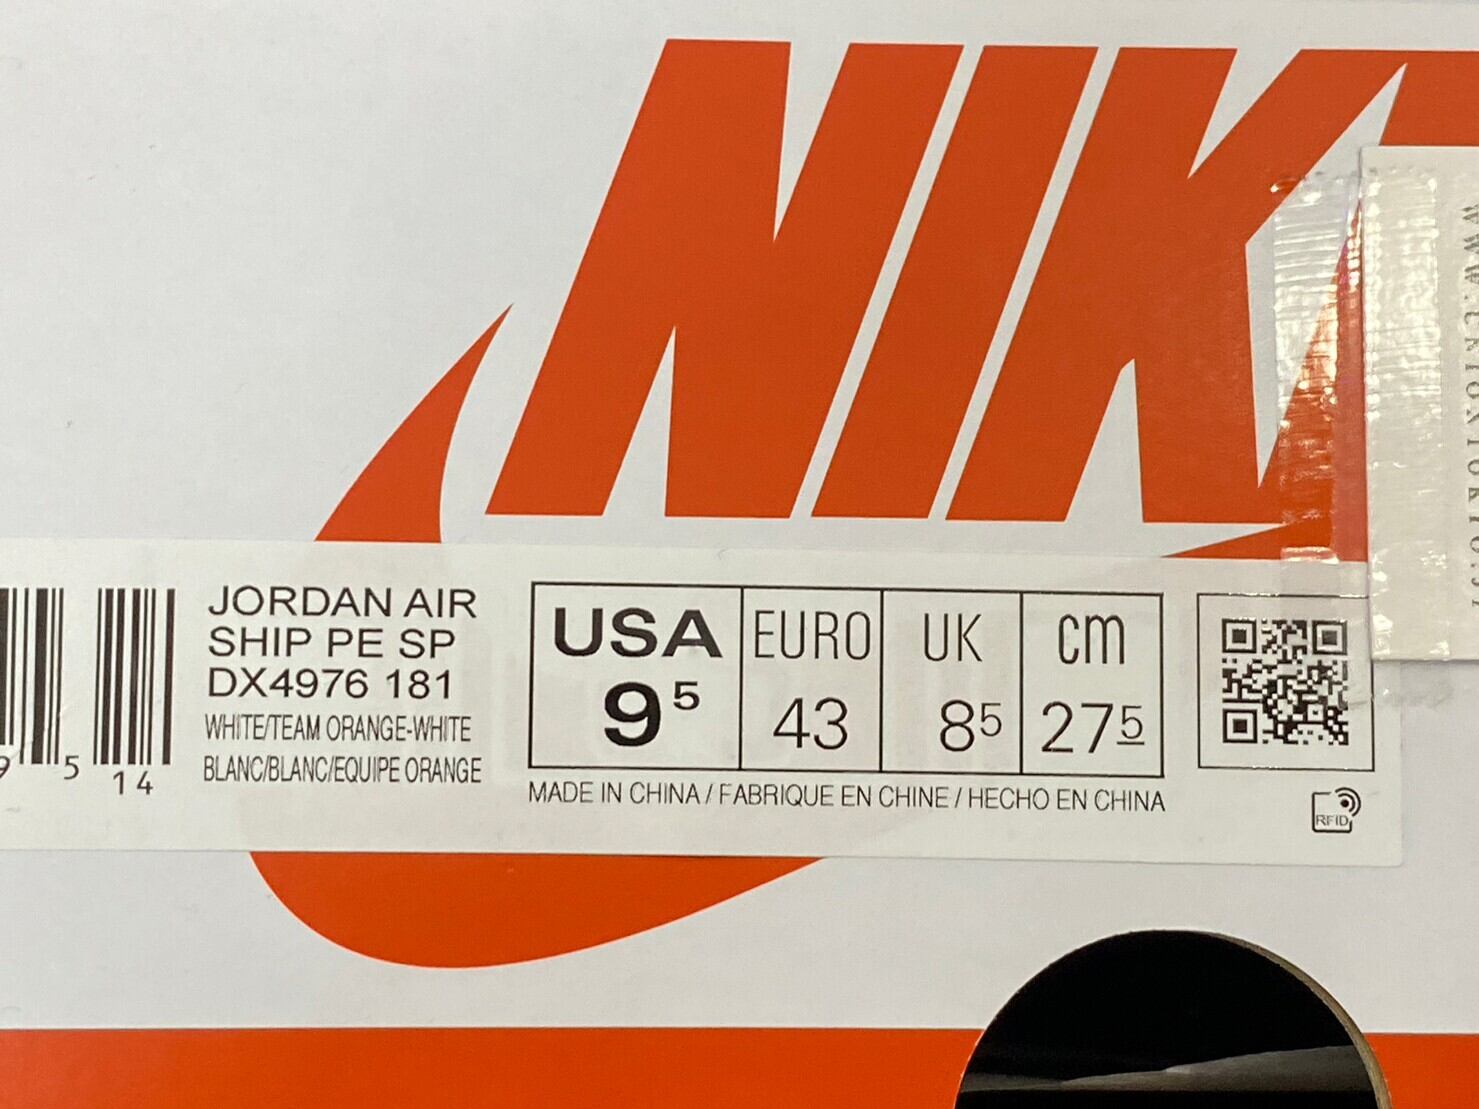 NIK
JORDAN AIR
SHIP PE SP
DX4976 181
WHITE/TEAM ORANGE-WHITE
BLANC/BLANC/EQUIPE ORANGE
5 14
USA EURO UK cm
9⁵ 43 8⁵ 27⁵
MADE IN CHINA / FABRIQUE EN CHINE / HECHO EN CHINA
RFID